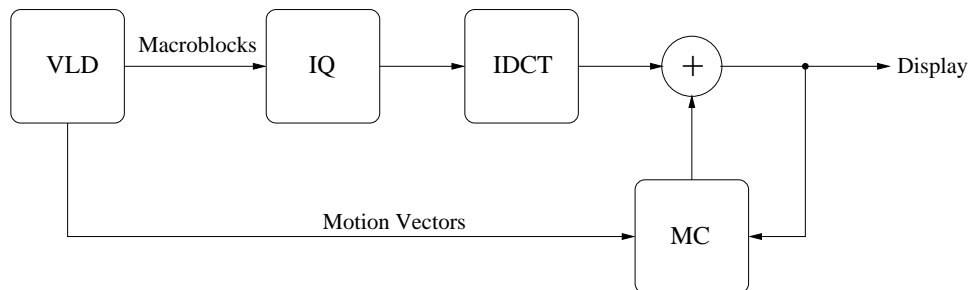 Macroblocks
VLD
IQ
IDCT
+
Display
Motion Vectors
MC